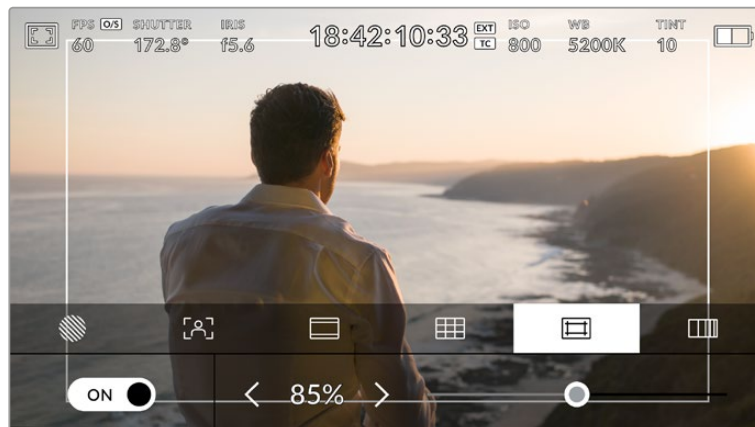 FPS O/S SHUTTER IRIS 18:42:10:33 EXT TC ISO WB TINT
60 172.8° f5.6 800 5200K 10
ON < 85% >